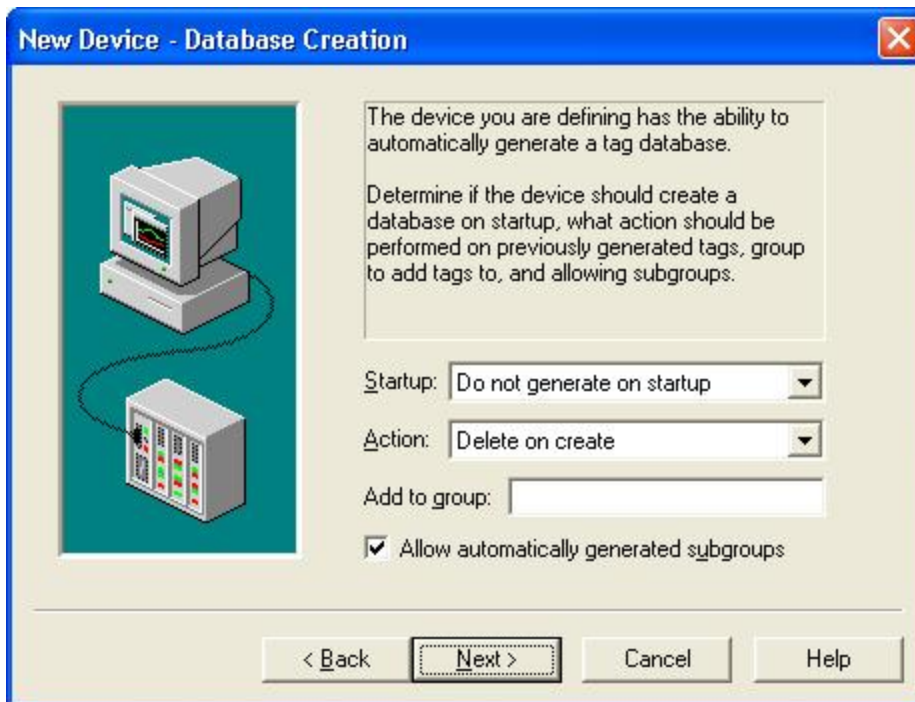 New Device - Database Creation
The device you are defining has the ability to
automatically generate a tag database.
Determine if the device should create a
database on startup, what action should be
performed on previously generated tags, group
to add tags to, and allowing subgroups.
Startup: Do not generate on startup
Action: Delete on create
Add to group:
Allow automatically generated subgroups
< Back Next > Cancel Help